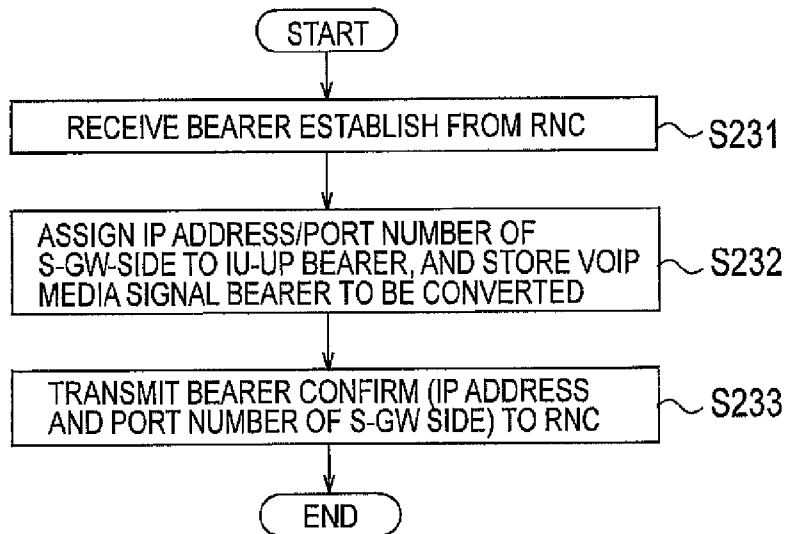 START
RECEIVE BEARER ESTABLISH FROM RNC
S231
ASSIGN IP ADDRESS/PORT NUMBER OF
S-GW-SIDE TO IU-UP BEARER, AND STORE VOIP
MEDIA SIGNAL BEARER TO BE CONVERTED
S232
TRANSMIT BEARER CONFIRM (IP ADDRESS
AND PORT NUMBER OF S-GW SIDE) TO RNC
S233
END